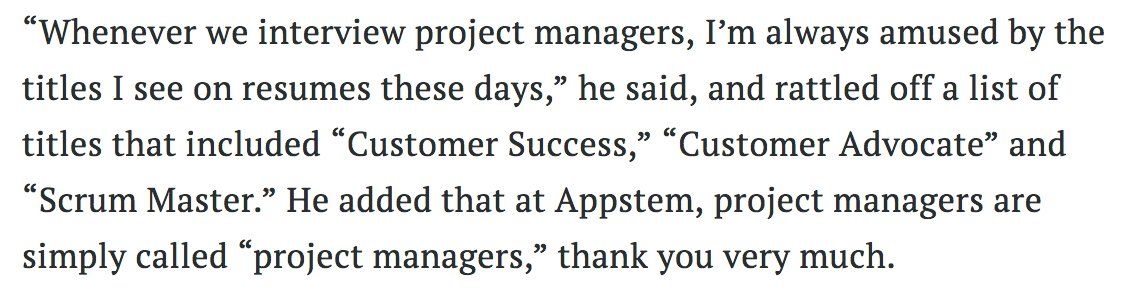 “Whenever we interview project managers, I’m always amused by the
titles I see on resumes these days,” he said, and rattled off a list of
titles that included “Customer Success,” “Customer Advocate” and
“Scrum Master.” He added that at Appstem, project managers are
simply called “project managers,” thank you very much.